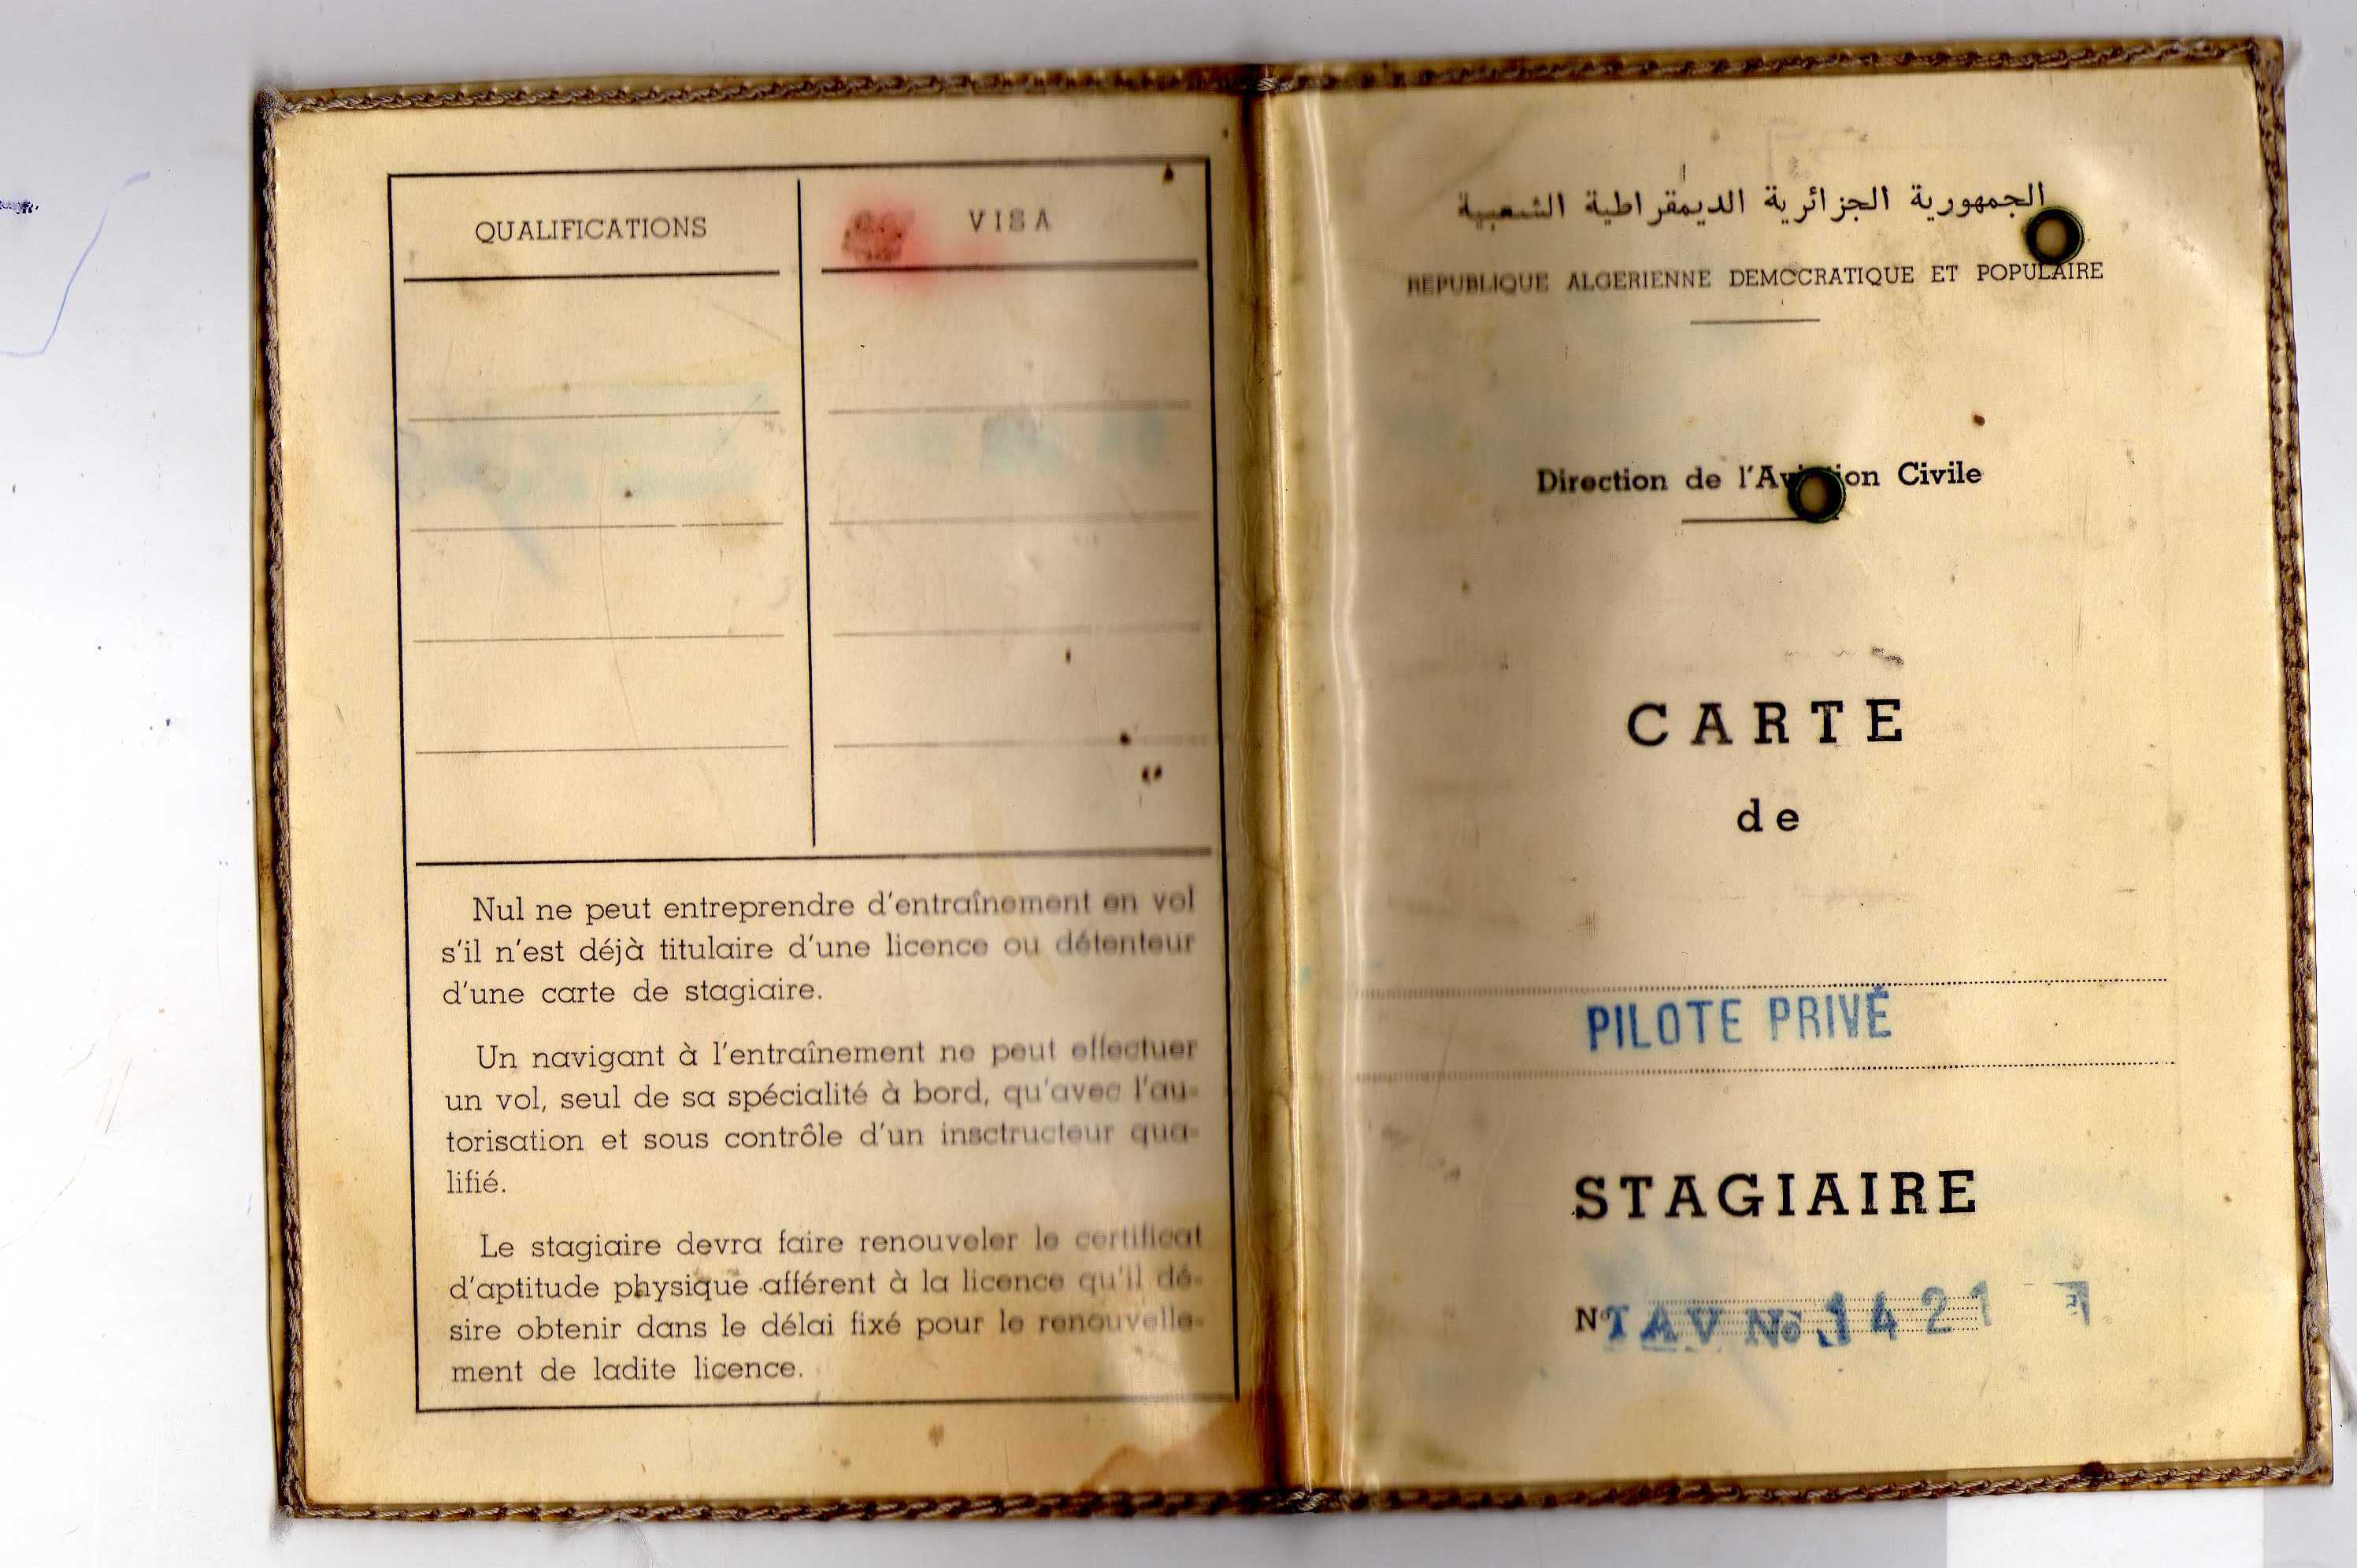 QUALIFICATIONS
VISA
Nul ne peut entreprendre d'entraînement en vol
s'il n'est déjà titulaire d'une licence ou détenteur
d'une carte de stagiaire.
Un navigant à l'entraînement ne peut effectuer
un vol, seul de sa spécialité à bord, qu'avec l'au-
torisation et sous contrôle d'un insctructeur qua-
lifié.
Le stagiaire devra faire renouveler le certificat
d'aptitude physique afférent à la licence qu'il dé-
sire obtenir dans le délai fixé pour le renouvelle-
ment de ladite licence.
الجمهورية الجزائرية الديمقراطية الشعبية
REPUBLIQUE ALGERIENNE DEMOCRATIQUE ET POPULAIRE
Direction de l'Aviation Civile
CARTE
de
PILOTE PRIVÉ
STAGIAIRE
N° TAV No 1421